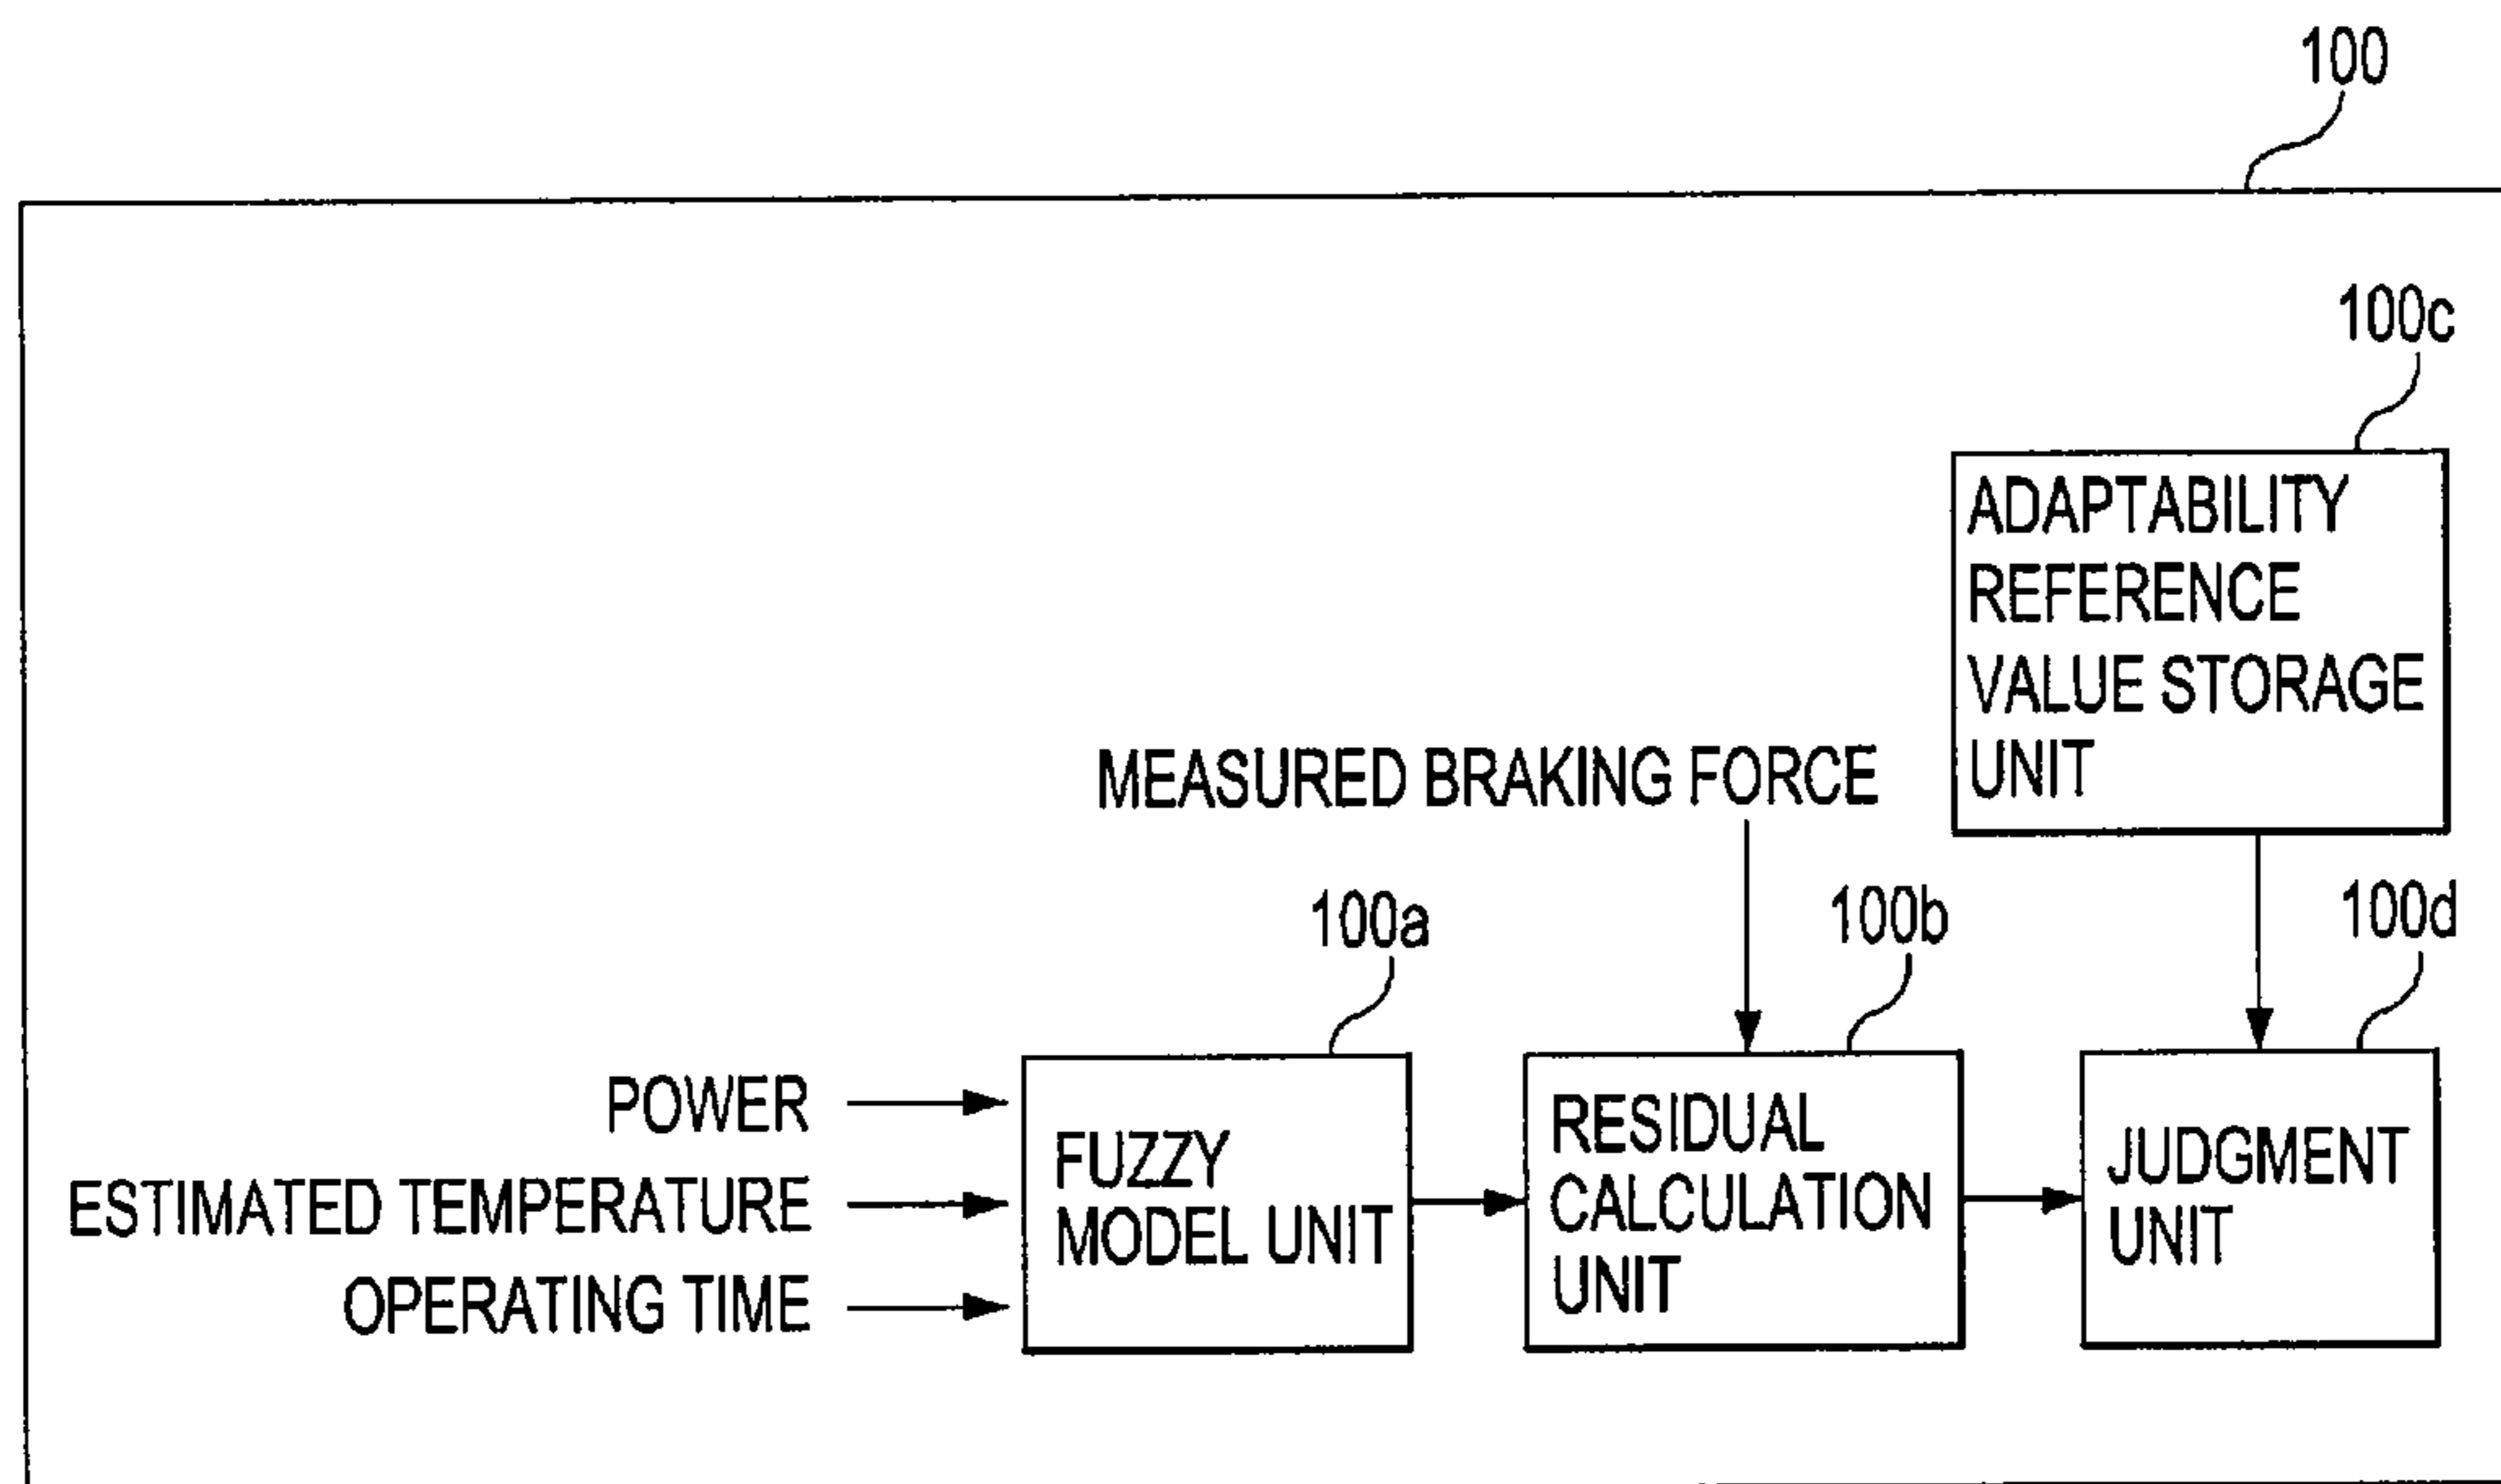 100
100c
ADAPTABILITY
REFERENCE
VALUE STORAGE
UNIT
MEASURED BRAKING FORCE
100a
100b
100d
POWER
ESTIMATED TEMPERATURE
OPERATING TIME
FUZZY
MODEL UNIT
RESIDUAL
CALCULATION
UNIT
JUDGMENT
UNIT